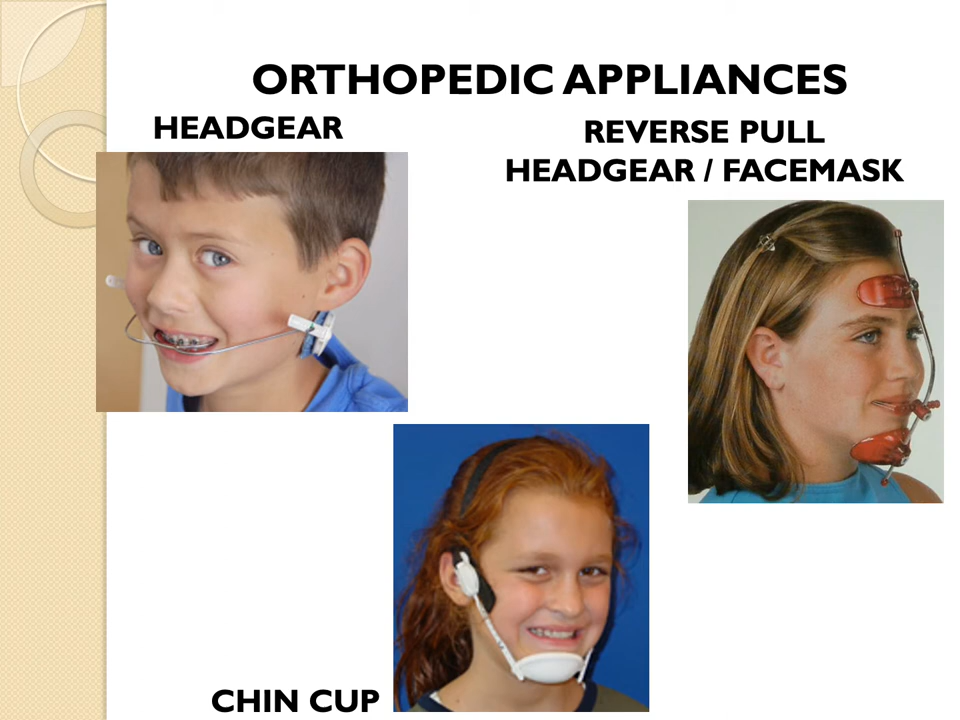 ORTHOPEDIC APPLIANCES
HEADGEAR
REVERSE PULL
HEADGEAR / FACEMASK
CHIN CUP